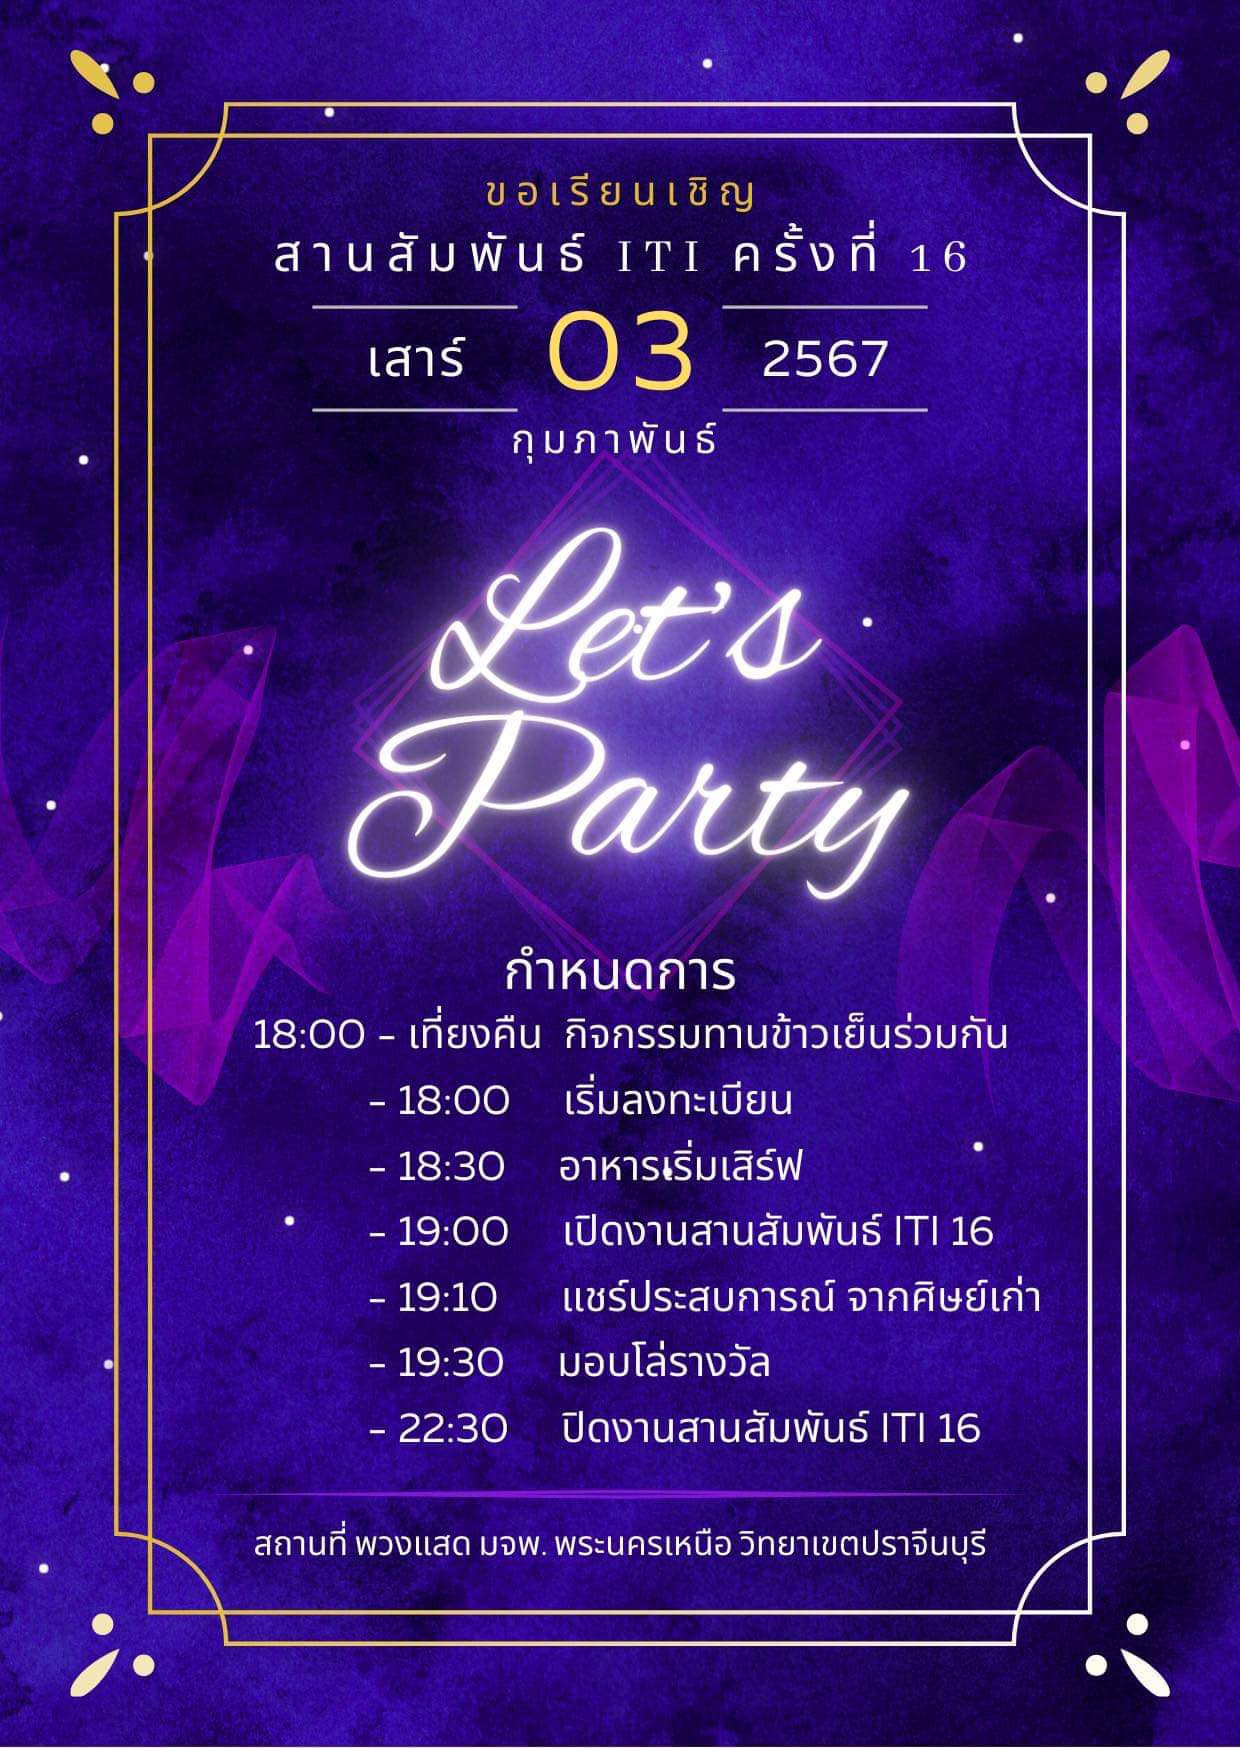 ขอเรียนเชิญ
สานสัมพันธ์ ITI ครั้งที่ 16
เสาร์ 03 2567
กุมภาพันธ์
Let's
Party
กำหนดการ
18:00 - เที่ยงคืน กิจกรรมทานข้าวเย็นร่วมกัน
- 18:00 เริ่มลงทะเบียน
- 18:30 อาหารเริ่มเสิร์ฟ
- 19:00 เปิดงานสานสัมพันธ์ ITI 16
- 19:10 แชร์ประสบการณ์ จากศิษย์เก่า
- 19:30 มอบโล่รางวัล
- 22:30 ปิดงานสานสัมพันธ์ ITI 16
สถานที่ พวงแสด มจพ. พระนครเหนือ วิทยาเขตปราจีนบุรี